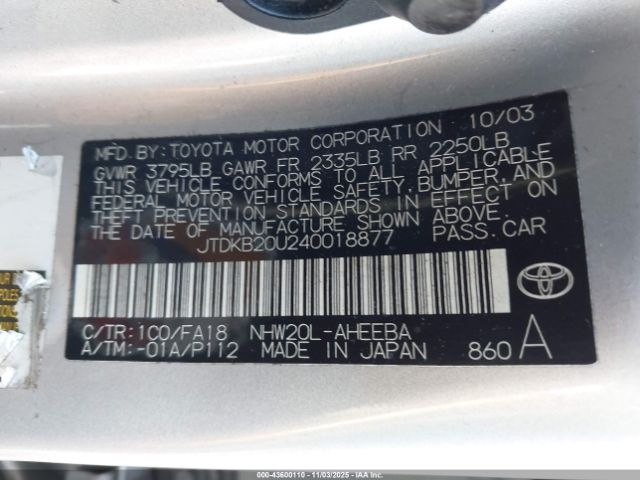 MFD.BY:TOYOTA MOTOR CORPORATION 10/03
GVWR 3795LB GAWR FR 2335LB RR 2250LB
THIS VEHICLE CONFORMS TO ALL APPLICABLE
FEDERAL MOTOR VEHICLE SAFETY,BUMPER,AND
THEFT PREVENTION STANDARDS IN EFFECT ON
THE DATE OF MANUFACTURE SHOWN ABOVE.
JTDKB20U240018877 PASS.CAR
C/TR:1C0/FA18 NHW20L-AHEEBA
A/TM:-01A/P112 MADE IN JAPAN 860 A
TOYOTA
YOUR
POLES
000-43600110 - 11/03/2025 - IAA Inc.